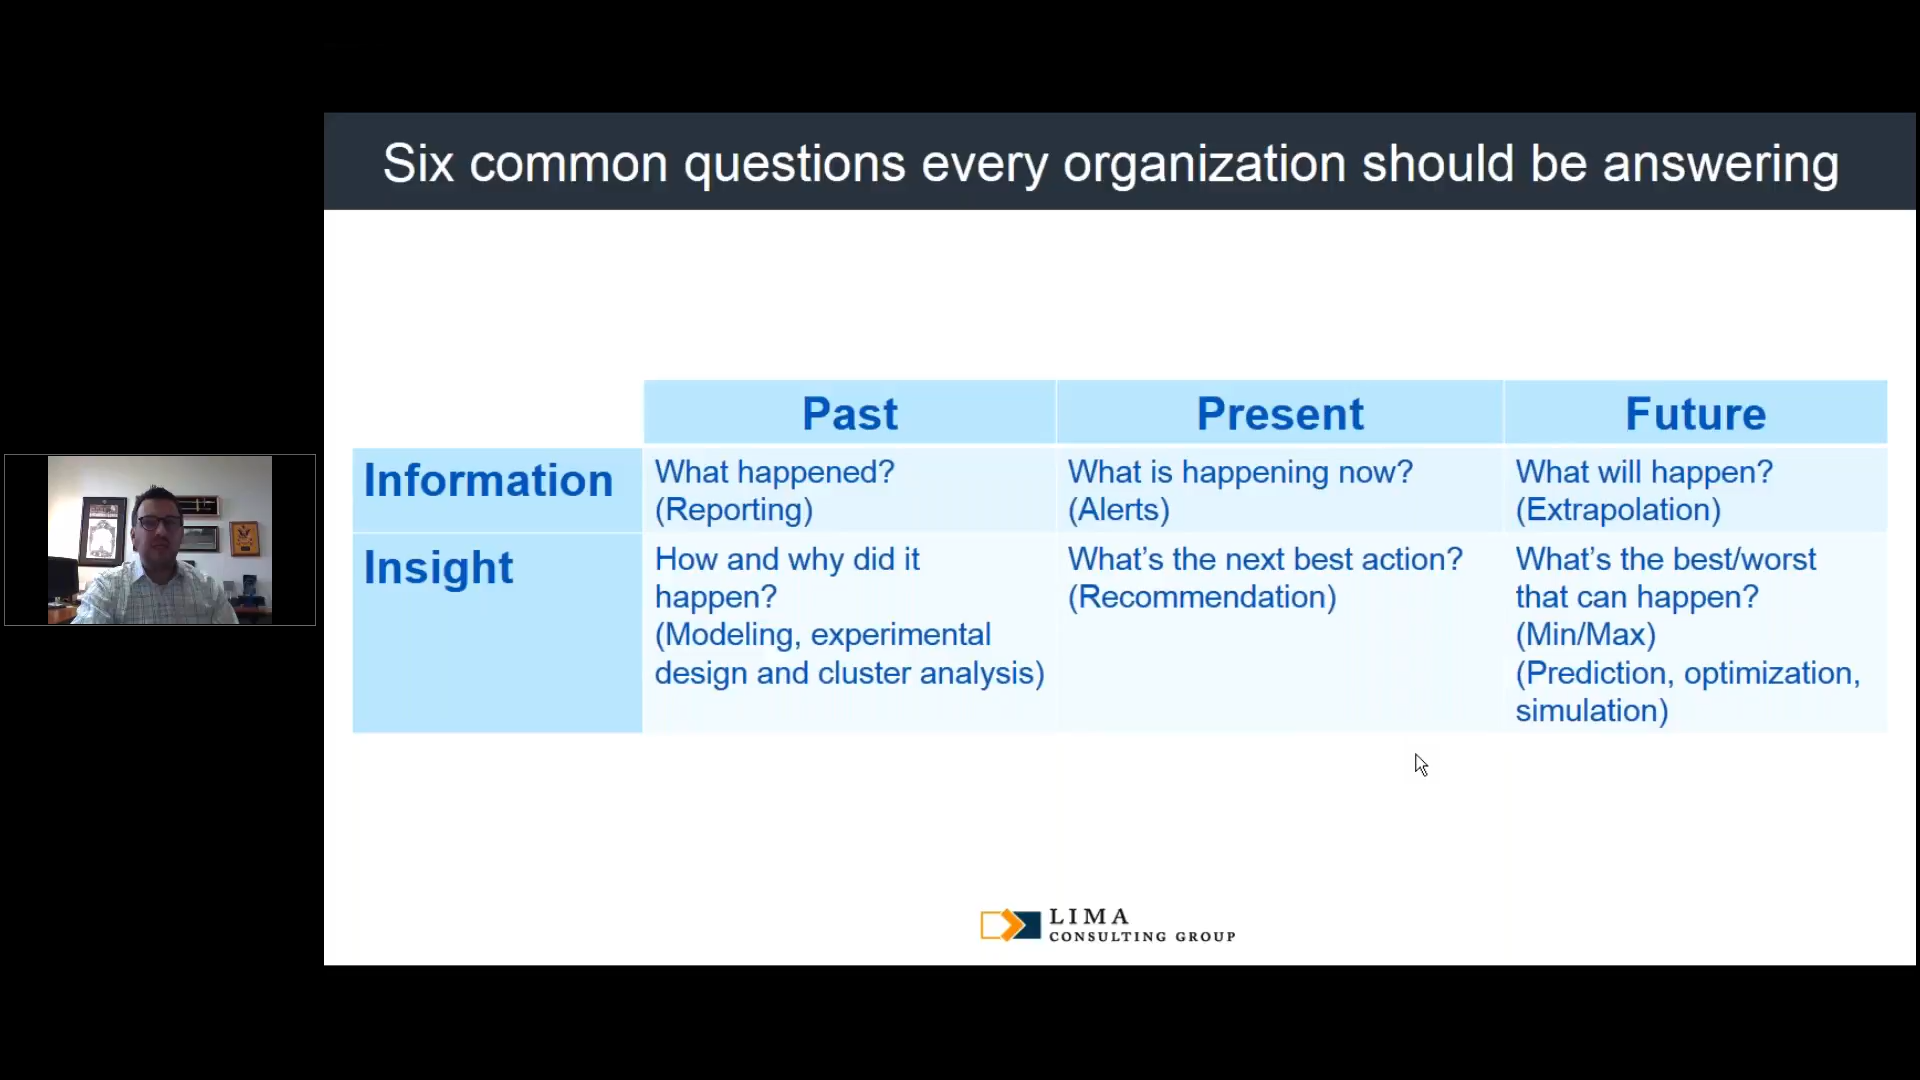 Six common questions every organization should be answering
Past
Present
Future
Information
What happened?
(Reporting)
What is happening now?
(Alerts)
What will happen?
(Extrapolation)
Insight
How and why did it
happen?
(Modeling, experimental
design and cluster analysis)
What’s the next best action?
(Recommendation)
What’s the best/worst
that can happen?
(Min/Max)
(Prediction, optimization,
simulation)
LIMA
CONSULTING GROUP